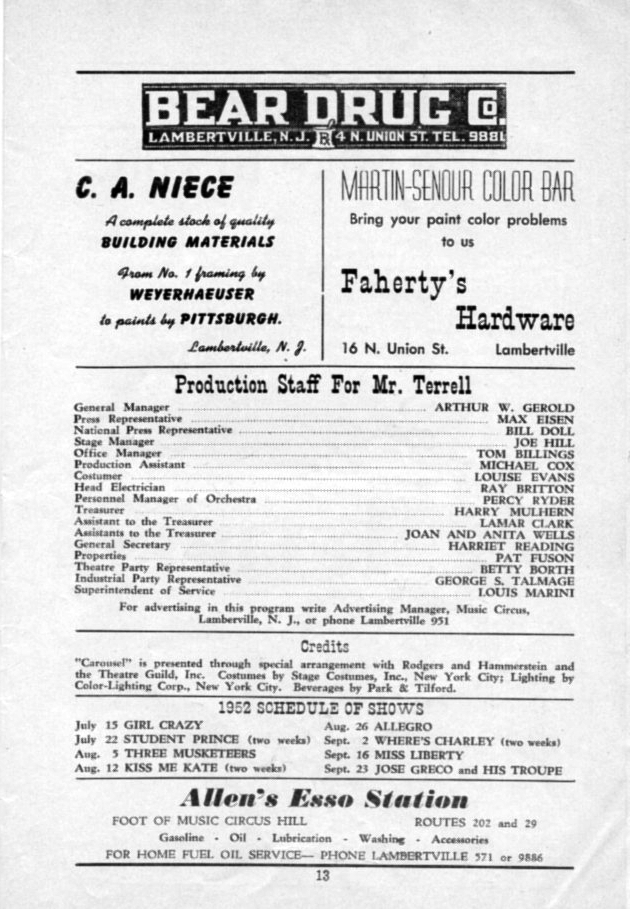 BEAR DRUG Co.
LAMBERTVILLE, N. J. Rx 4 N. UNION ST. TEL. 9881
C. A. NIECE
A complete stock of quality
BUILDING MATERIALS
From No. 1 framing by
WEYERHAEUSER
to paints by PITTSBURGH.
Lambertville, N. J.
MARTIN-SENOUR COLOR BAR
Bring your paint color problems
to us
Faherty's
Hardware
16 N. Union St. Lambertville
Production Staff For Mr. Terrell
General Manager ARTHUR W. GEROLD
Press Representative MAX EISEN
National Press Representative BILL DOLL
Stage Manager JOE HILL
Office Manager TOM BILLINGS
Production Assistant MICHAEL COX
Costumer LOUISE EVANS
Head Electrician RAY BRITTON
Personnel Manager of Orchestra PERCY RYDER
Treasurer HARRY MULHERN
Assistant to the Treasurer LAMAR CLARK
Assistants to the Treasurer JOAN AND ANITA WELLS
General Secretary HARRIET READING
Properties PAT FUSON
Theatre Party Representative BETTY BORTH
Industrial Party Representative GEORGE S. TALMAGE
Superintendent of Service LOUIS MARINI
For advertising in this program write Advertising Manager, Music Circus,
Lamberville, N. J., or phone Lambertville 951
Credits
"Carousel" is presented through special arrangement with Rodgers and Hammerstein and
the Theatre Guild, Inc. Costumes by Stage Costumes, Inc., New York City; Lighting by
Color-Lighting Corp., New York City. Beverages by Park & Tilford.
1952 SCHEDULE OF SHOWS
July 15 GIRL CRAZY
July 22 STUDENT PRINCE (two weeks)
Aug. 5 THREE MUSKETEERS
Aug. 12 KISS ME KATE (two weeks)
Aug. 26 ALLEGRO
Sept. 2 WHERE'S CHARLEY (two weeks)
Sept. 16 MISS LIBERTY
Sept. 23 JOSE GRECO and HIS TROUPE
Allen's Esso Station
FOOT OF MUSIC CIRCUS HILL ROUTES 202 and 29
Gasoline - Oil - Lubrication - Washing - Accessories
FOR HOME FUEL OIL SERVICE— PHONE LAMBERTVILLE 571 or 9886
13